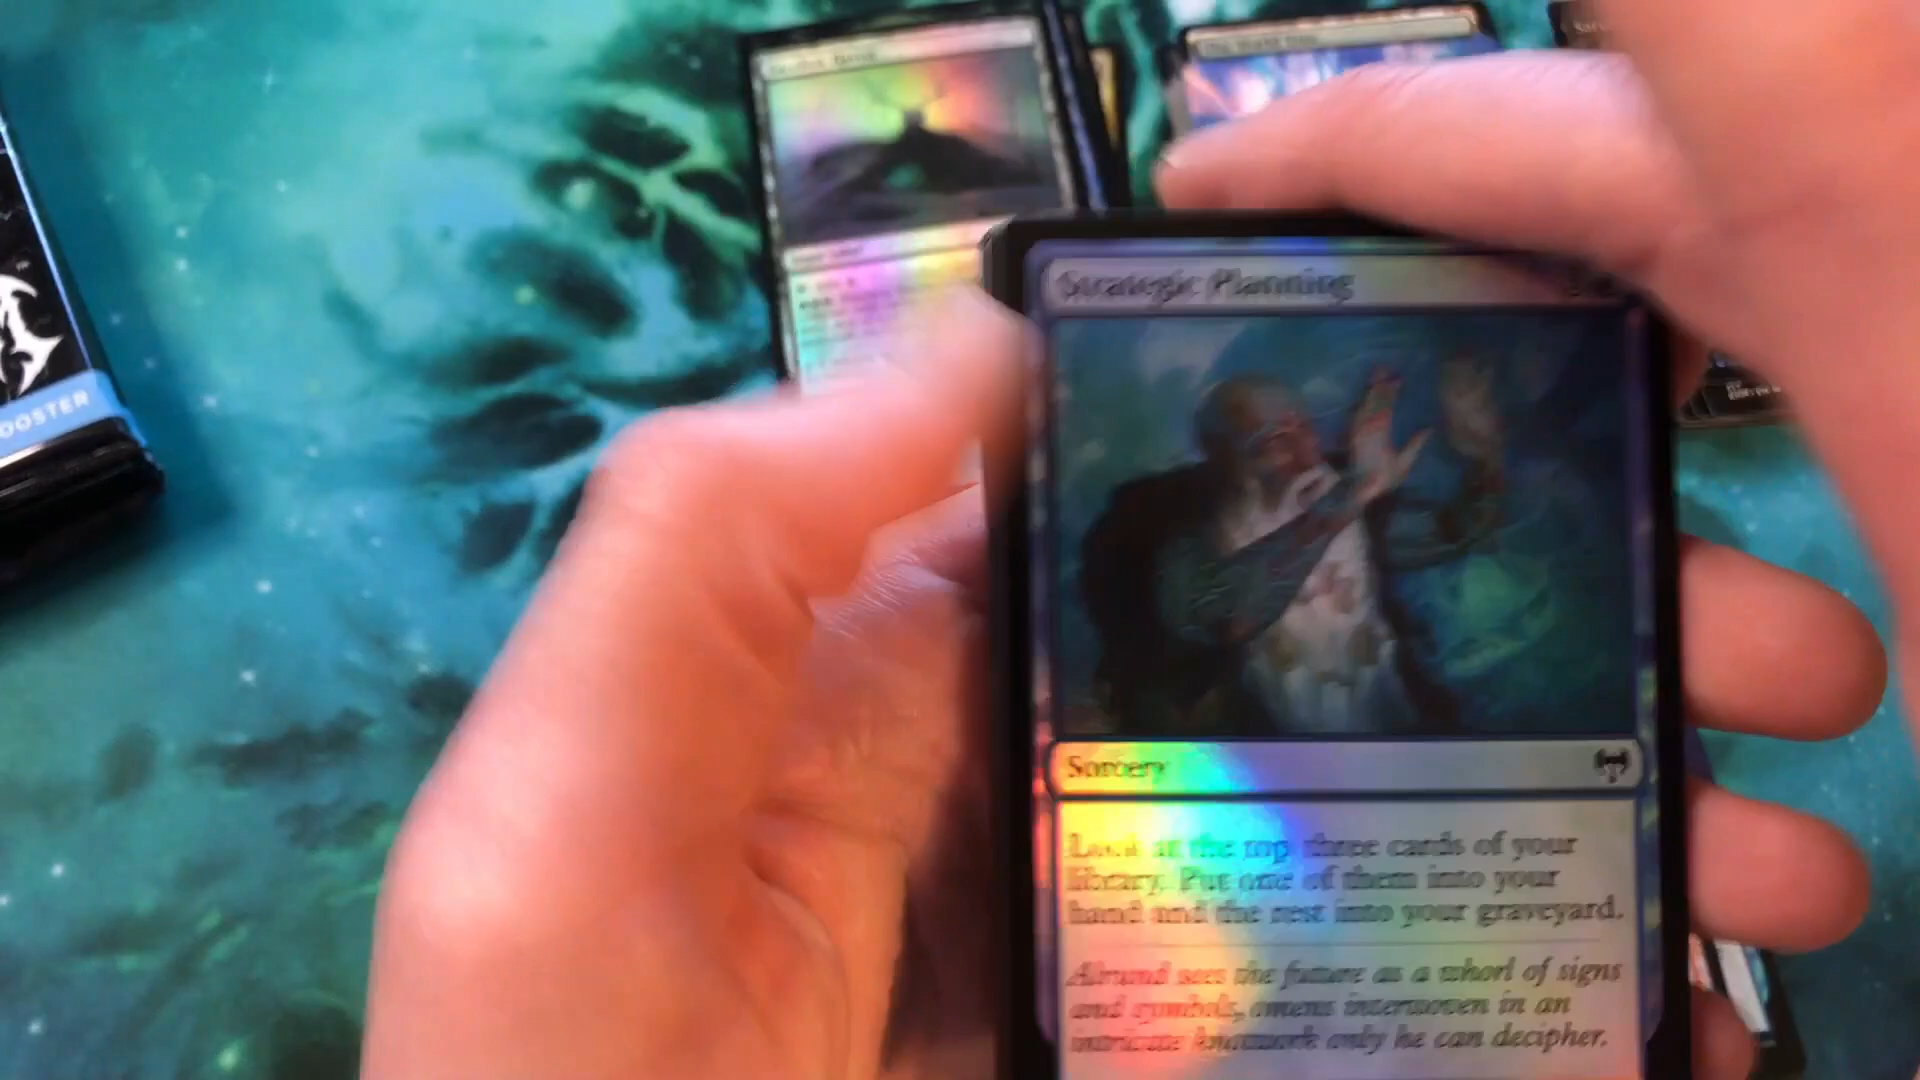 OOSTER
Strategic Planning
Sorcery
Look at the top three cards of your
library. Put one of them into your
hand and the rest into your graveyard.
Alrund sees the future as a whorl of signs
and symbols, omens interwoven in an
intricate knotwork only he can decipher.